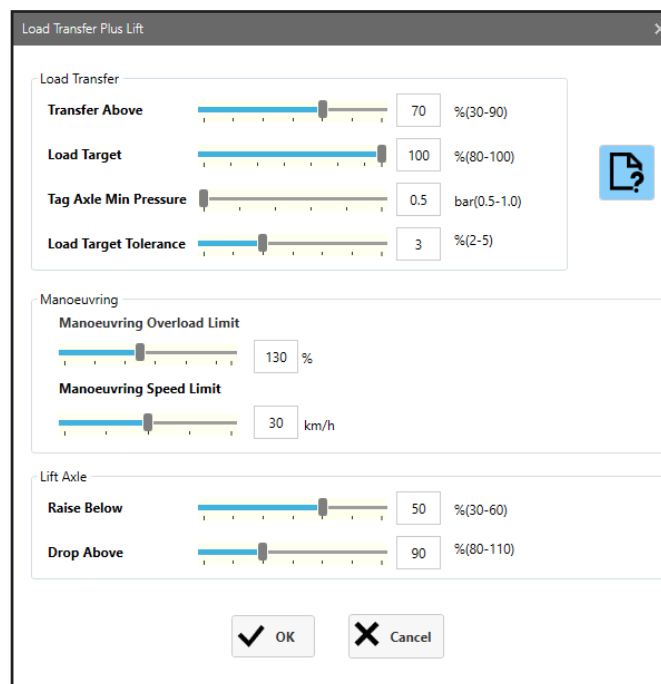 Load Transfer Plus Lift
Load Transfer
Transfer Above 70 %(30-90)
Load Target 100 %(80-100)
Tag Axle Min Pressure 0.5 bar(0.5-1.0)
Load Target Tolerance 3 %(2-5)
Manoeuvring
Manoeuvring Overload Limit
130 %
Manoeuvring Speed Limit
30 km/h
Lift Axle
Raise Below 50 %(30-60)
Drop Above 90 %(80-110)
OK Cancel